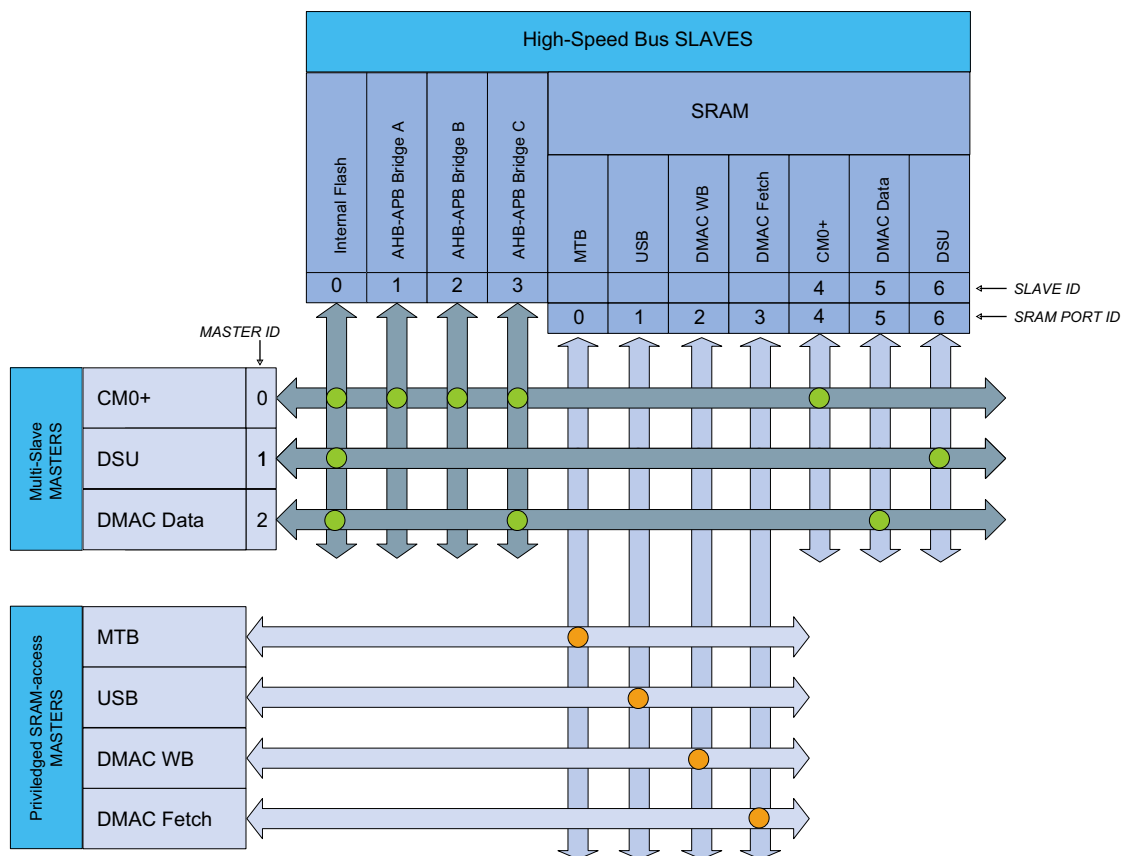 High-Speed Bus SLAVES
SRAM
Internal Flash
AHB-APB Bridge A
AHB-APB Bridge B
AHB-APB Bridge C
MTB
USB
DMAC WB
DMAC Fetch
CM0+
DMAC Data
DSU
0 1 2 3 4 5 6 SLAVE ID
0 1 2 3 4 5 6 SRAM PORT ID
MASTER ID
Multi-Slave
MASTERS
CM0+ 0
DSU 1
DMAC Data 2
Priviledged SRAM-access
MASTERS
MTB
USB
DMAC WB
DMAC Fetch